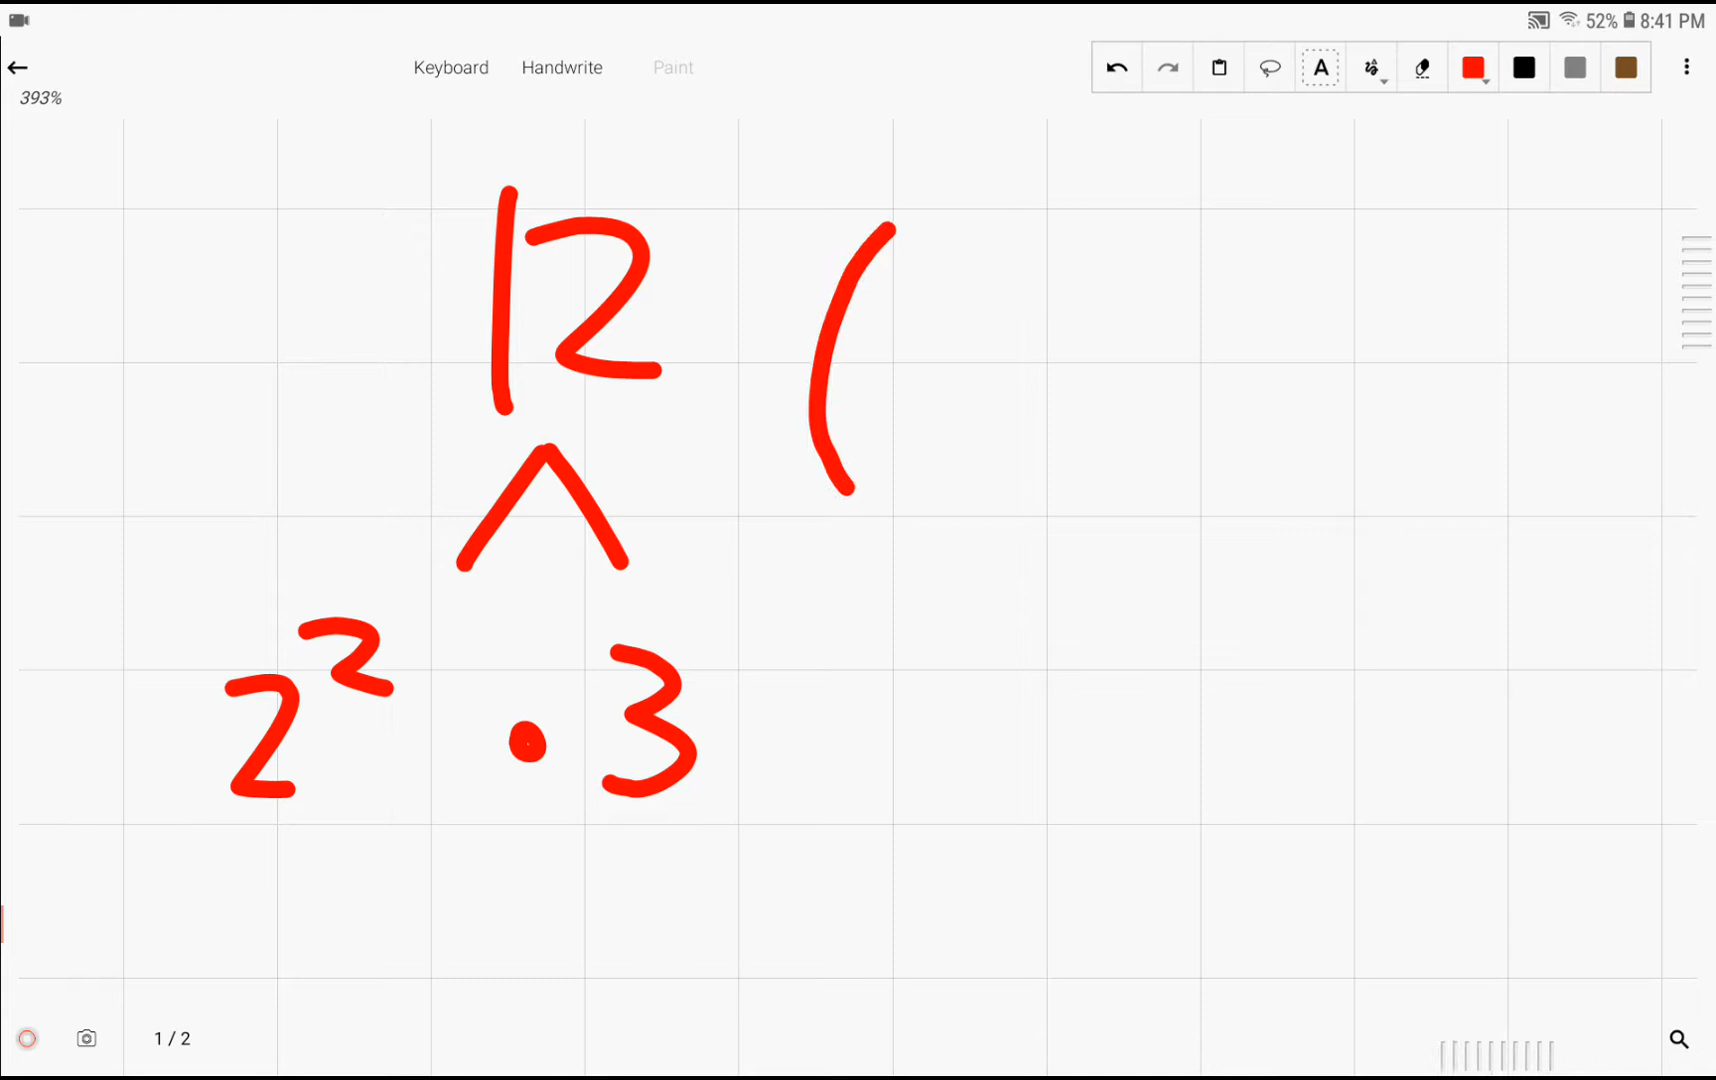 52% 8:41 PM
Keyboard Handwrite Paint A
393%
12 (
2² · 3
1 / 2